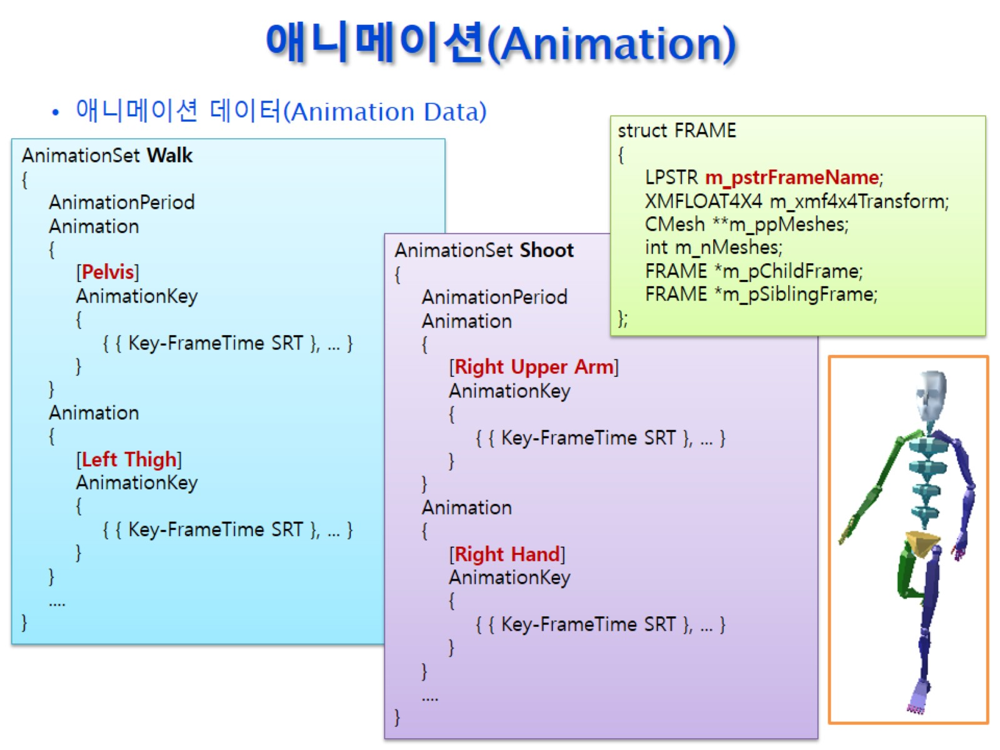 애니메이션(Animation)
• 애니메이션 데이터(Animation Data)
AnimationSet Walk
{
AnimationPeriod
Animation
{
[Pelvis]
AnimationKey
{
{ { Key-FrameTime SRT }, ... }
}
}
Animation
{
[Left Thigh]
AnimationKey
{
{ { Key-FrameTime SRT }, ... }
}
}
....
}
AnimationSet Shoot
{
AnimationPeriod
Animation
{
[Right Upper Arm]
AnimationKey
{
{ { Key-FrameTime SRT }, ... }
}
}
Animation
{
[Right Hand]
AnimationKey
{
{ { Key-FrameTime SRT }, ... }
}
}
....
}
struct FRAME
{
LPSTR m_pstrFrameName;
XMFLOAT4X4 m_xmf4x4Transform;
CMesh **m_ppMeshes;
int m_nMeshes;
FRAME *m_pChildFrame;
FRAME *m_pSiblingFrame;
};